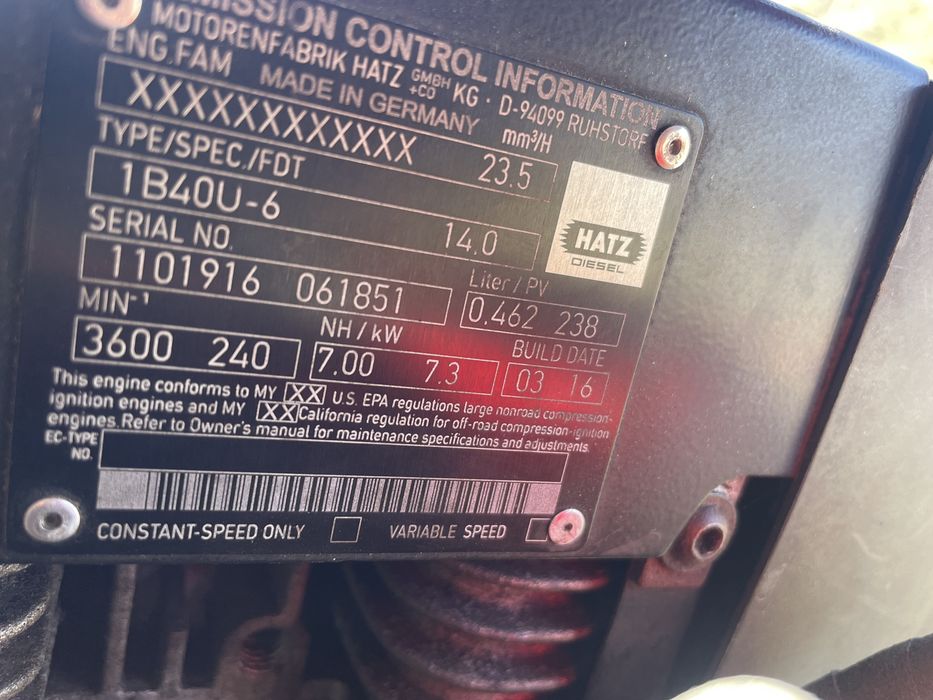 MISSION CONTROL INFORMATION
MOTORENFABRIK HATZ GMBH +CO KG · D-94099 RUHSTORF
ENG.FAM MADE IN GERMANY mm³/H
XXXXXXXXXXXX 23.5
TYPE/SPEC./FDT
1B40U-6 14.0
HATZ
DIESEL
SERIAL NO. Liter / PV
1101916 061851 0.462 238
MIN⁻¹ NH / kW BUILD DATE
3600 240 7.00 7.3 03 16
This engine conforms to MY XX U.S. EPA regulations large nonroad compression-
ignition engines and MY XX California regulation for off-road compression-ignition
engines. Refer to Owner's manual for maintenance specifications and adjustments.
EC-TYPE
NO.
CONSTANT-SPEED ONLY VARIABLE SPEED